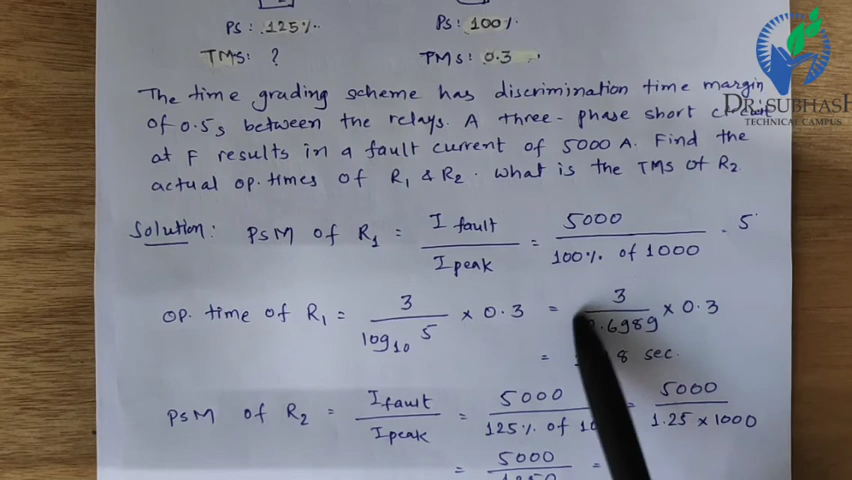 PS: 125%. PS: 100%
TMS: ? TMS: 0.3
The time grading scheme has discrimination time margin
of 0.5s between the relays. A three-phase short circuit
at F results in a fault current of 5000 A. Find the
actual op. times of R1 & R2. What is the TMS of R2.
Solution: PSM of R1 = I fault / I peak = 5000 / 100% of 1000 = 5
op. time of R1 = 3 / log10 5 × 0.3 = 3 / .6989 × 0.3
= 8 sec.
PSM of R2 = Ifault / Ipeak = 5000 / 125% of 10 = 5000 / 1.25 × 1000
= 5000 / 1250 =
DR. SUBHASH
TECHNICAL CAMPUS